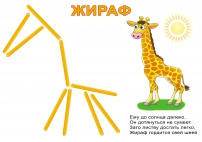 ЖИРАФ
Ему до солнца далеко,
Он дотянуться не сумеет.
Зато листву достать легко,
Жираф гордится своей шеей